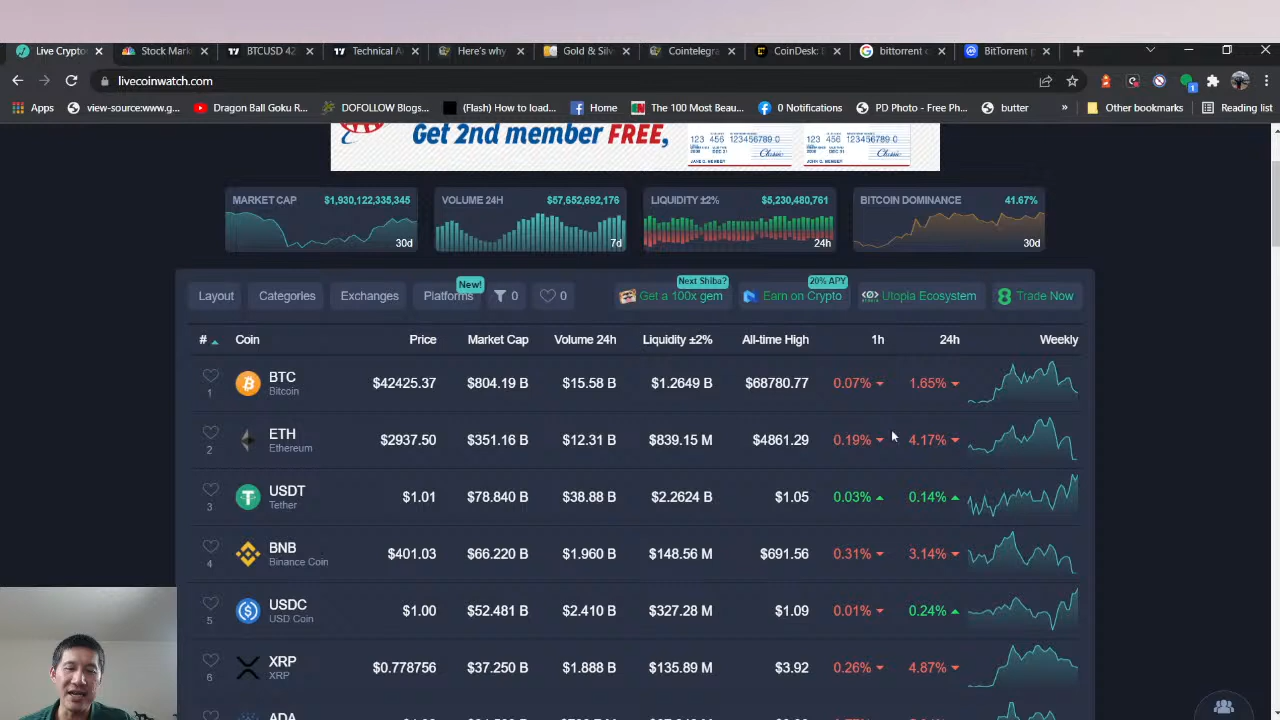 Live Crypto
Stock Mark
BTCUSD 42
Technical A
Here's why
Gold & Silve
Cointelegra
CoinDesk: B
bittorrent c
BitTorrent p
livecoinwatch.com
Apps
view-source:www.g...
Dragon Ball Goku R...
DOFOLLOW Blogs...
(Flash) How to load...
Home
The 100 Most Beau...
0 Notifications
PD Photo - Free Ph...
butter
»
Other bookmarks
Reading list
Get 2nd member FREE,
MARKET CAP $1,930,122,335,345
30d
VOLUME 24H $57,652,692,176
7d
LIQUIDITY ±2% $5,230,480,761
24h
BITCOIN DOMINANCE 41.67%
30d
Layout
Categories
Exchanges
Platforms
New!
0
0
Next Shiba?
Get a 100x gem
20% APY
Earn on Crypto
Utopia Ecosystem
Trade Now
# Coin Price Market Cap Volume 24h Liquidity ±2% All-time High 1h 24h Weekly
1 BTC $42425.37 $804.19 B $15.58 B $1.2649 B $68780.77 0.07% 1.65%
Bitcoin
2 ETH $2937.50 $351.16 B $12.31 B $839.15 M $4861.29 0.19% 4.17%
Ethereum
3 USDT $1.01 $78.840 B $38.88 B $2.2624 B $1.05 0.03% 0.14%
Tether
4 BNB $401.03 $66.220 B $1.960 B $148.56 M $691.56 0.31% 3.14%
Binance Coin
5 USDC $1.00 $52.481 B $2.410 B $327.28 M $1.09 0.01% 0.24%
USD Coin
6 XRP $0.778756 $37.250 B $1.888 B $135.89 M $3.92 0.26% 4.87%
XRP
ADA